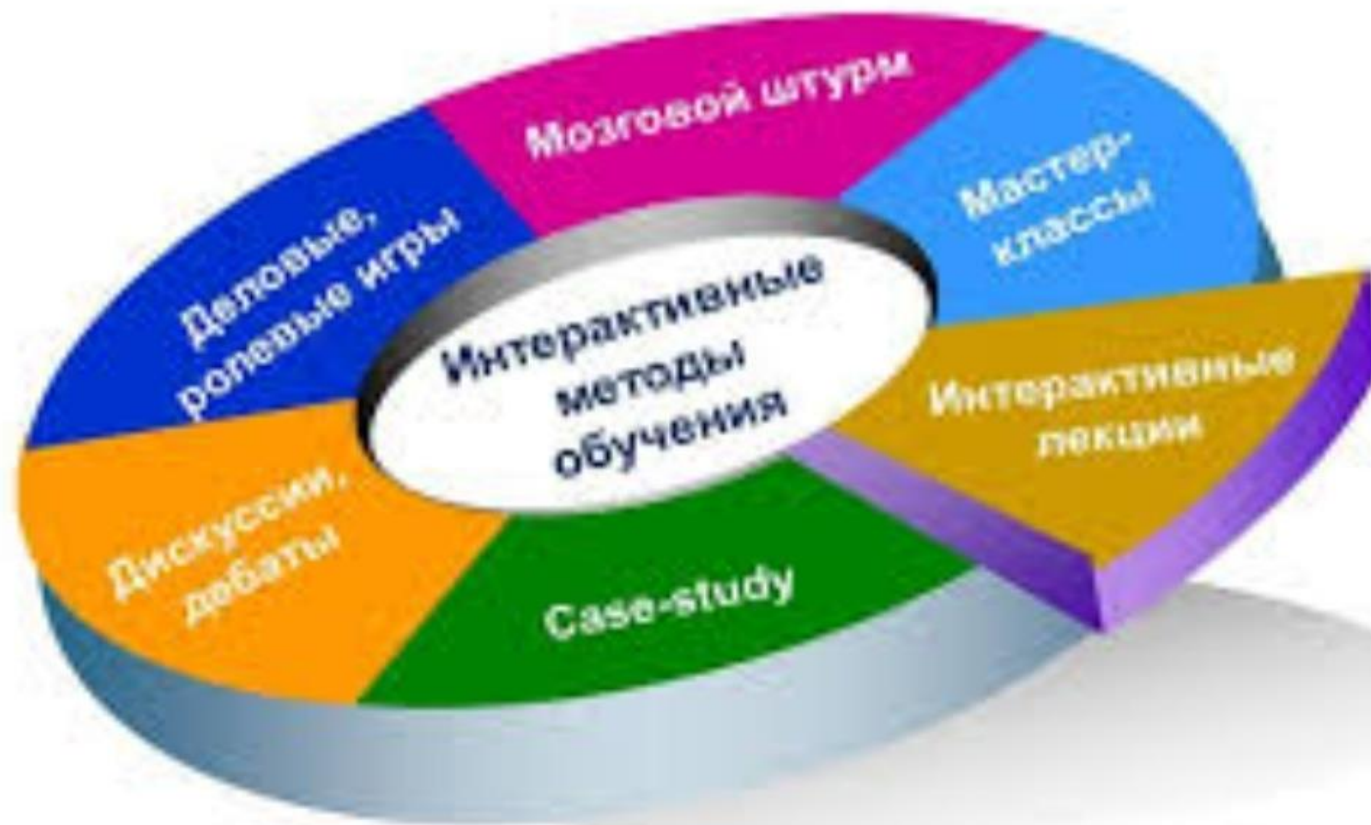 Мозговой штурм
Мастер-
классы
Деловые,
ролевые игры
Интерактивные
методы
обучения
Интерактивные
лекции
Дискуссии,
дебаты
Case-study